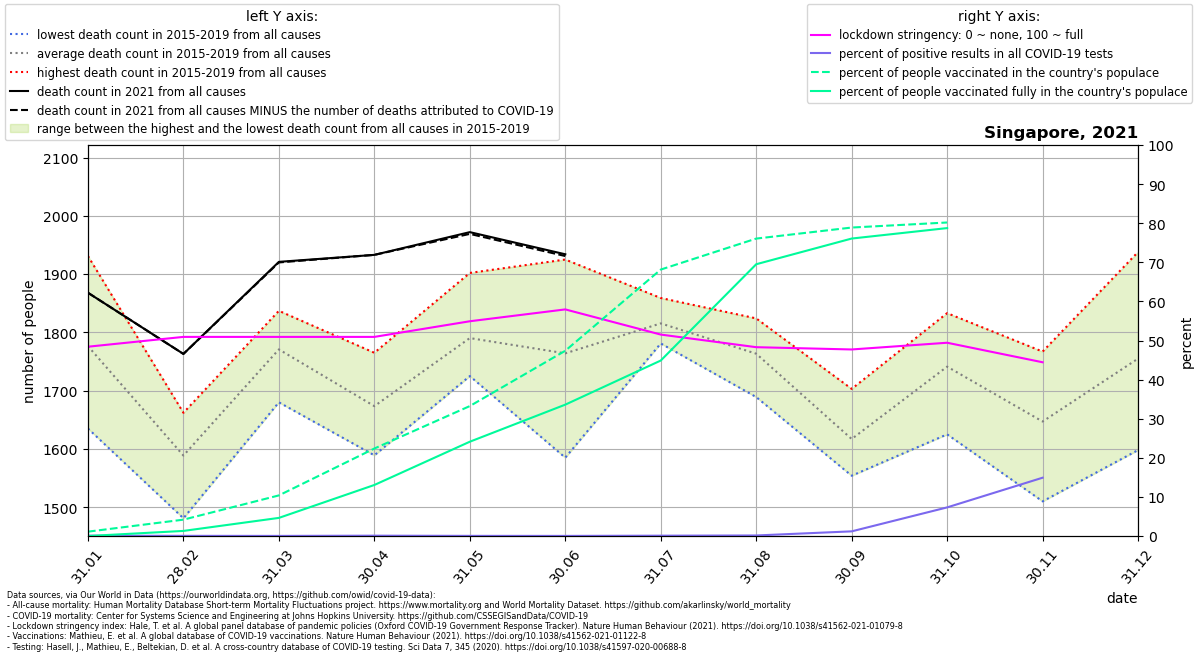 left Y axis:
lowest death count in 2015-2019 from all causes
average death count in 2015-2019 from all causes
highest death count in 2015-2019 from all causes
death count in 2021 from all causes
death count in 2021 from all causes MINUS the number of deaths attributed to COVID-19
range between the highest and the lowest death count from all causes in 2015-2019
right Y axis:
lockdown stringency: 0 ~ none, 100 ~ full
percent of positive results in all COVID-19 tests
percent of people vaccinated in the country's populace
percent of people vaccinated fully in the country's populace
Singapore, 2021
2100
2000
1900
1800
1700
1600
1500
number of people
100
90
80
70
60
50
40
30
20
10
0
percent
31.01
28.02
31.03
30.04
31.05
30.06
31.07
31.08
30.09
31.10
30.11
31.12
date
Data sources, via Our World in Data (https://ourworldindata.org, https://github.com/owid/covid-19-data):
- All-cause mortality: Human Mortality Database Short-term Mortality Fluctuations project. https://www.mortality.org and World Mortality Dataset. https://github.com/akarlinsky/world_mortality
- COVID-19 mortality: Center for Systems Science and Engineering at Johns Hopkins University. https://github.com/CSSEGISandData/COVID-19
- Lockdown stringency index: Hale, T. et al. A global panel database of pandemic policies (Oxford COVID-19 Government Response Tracker). Nature Human Behaviour (2021). https://doi.org/10.1038/s41562-021-01079-8
- Vaccinations: Mathieu, E. et al. A global database of COVID-19 vaccinations. Nature Human Behaviour (2021). https://doi.org/10.1038/s41562-021-01122-8
- Testing: Hasell, J., Mathieu, E., Beltekian, D. et al. A cross-country database of COVID-19 testing. Sci Data 7, 345 (2020). https://doi.org/10.1038/s41597-020-00688-8